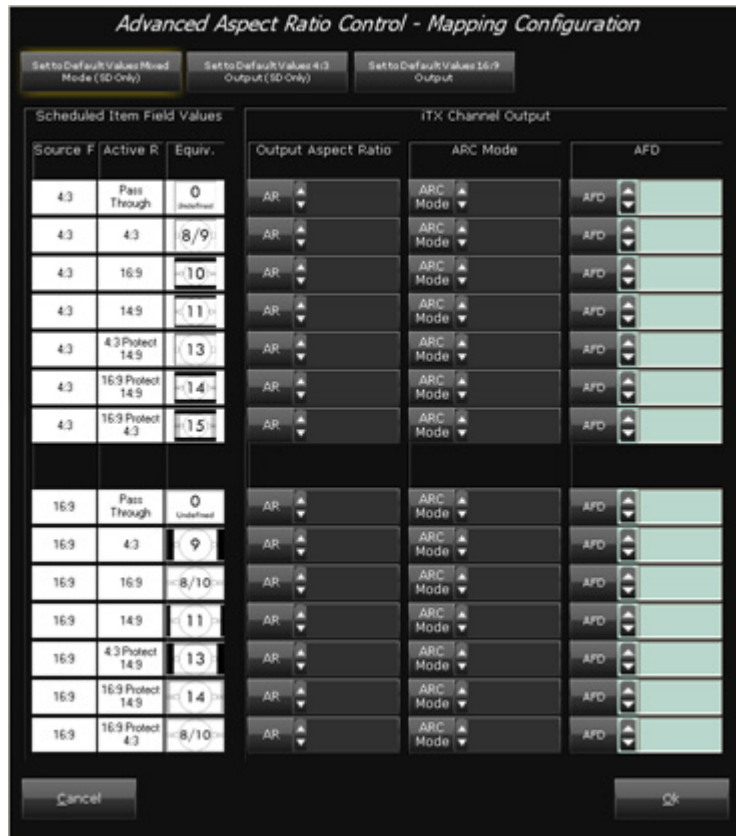 Advanced Aspect Ratio Control - Mapping Configuration
Set to Default Values Mixed Mode (SD Only)
Set to Default Values 4:3 Output (SD Only)
Set to Default Values 16:9 Output
Scheduled Item Field Values
iTX Channel Output
Source F Active R Equiv. Output Aspect Ratio ARC Mode AFD
4:3 Pass Through 0 Undefined AR ARC Mode AFD
4:3 4:3 8/9 AR ARC Mode AFD
4:3 16:9 10 AR ARC Mode AFD
4:3 14:9 11 AR ARC Mode AFD
4:3 4:3 Protect 14:9 13 AR ARC Mode AFD
4:3 16:9 Protect 14:9 14 AR ARC Mode AFD
4:3 16:9 Protect 4:3 15 AR ARC Mode AFD
16:9 Pass Through 0 Undefined AR ARC Mode AFD
16:9 4:3 9 AR ARC Mode AFD
16:9 16:9 8/10 AR ARC Mode AFD
16:9 14:9 11 AR ARC Mode AFD
16:9 4:3 Protect 14:9 13 AR ARC Mode AFD
16:9 16:9 Protect 14:9 14 AR ARC Mode AFD
16:9 16:9 Protect 4:3 8/10 AR ARC Mode AFD
Cancel
Ok